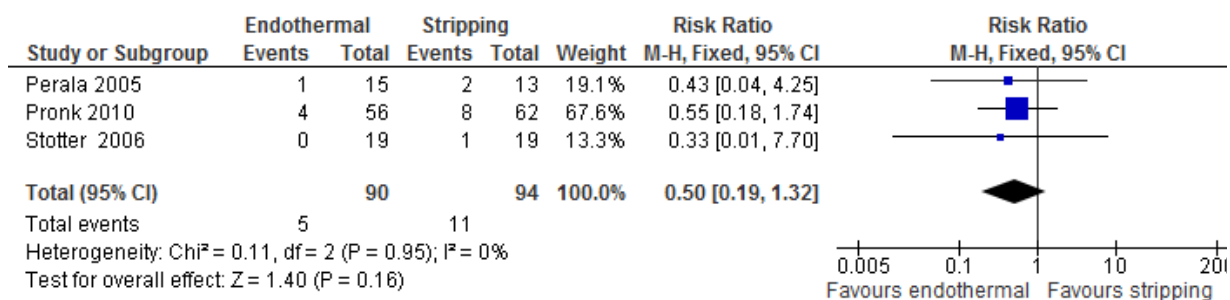 Endothermal Stripping Risk Ratio Risk Ratio
Study or Subgroup Events Total Events Total Weight M-H, Fixed, 95% CI M-H, Fixed, 95% CI
Perala 2005 1 15 2 13 19.1% 0.43 [0.04, 4.25]
Pronk 2010 4 56 8 62 67.6% 0.55 [0.18, 1.74]
Stotter 2006 0 19 1 19 13.3% 0.33 [0.01, 7.70]
Total (95% CI) 90 94 100.0% 0.50 [0.19, 1.32]
Total events 5 11
Heterogeneity: Chi² = 0.11, df = 2 (P = 0.95); I² = 0%
Test for overall effect: Z = 1.40 (P = 0.16)
0.005 0.1 1 10 200
Favours endothermal Favours stripping